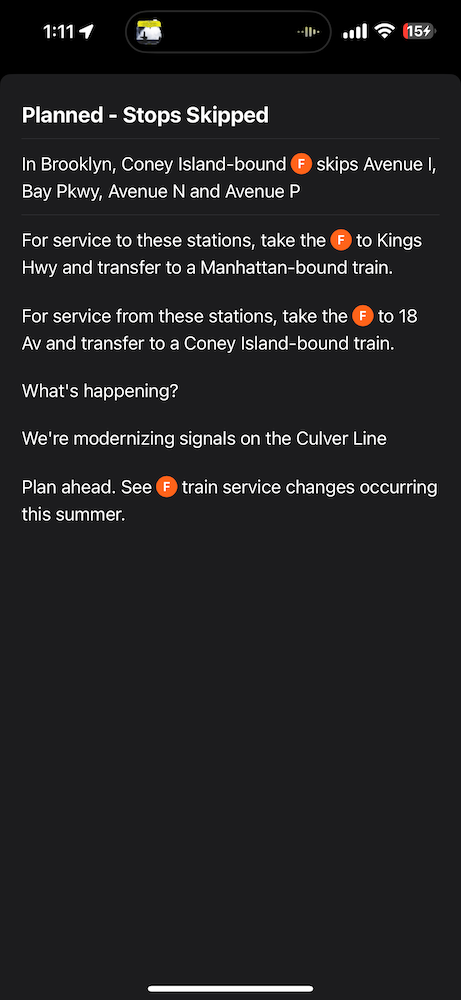 1:11
15
Planned - Stops Skipped
In Brooklyn, Coney Island-bound F skips Avenue I,
Bay Pkwy, Avenue N and Avenue P
For service to these stations, take the F to Kings
Hwy and transfer to a Manhattan-bound train.
For service from these stations, take the F to 18
Av and transfer to a Coney Island-bound train.
What's happening?
We're modernizing signals on the Culver Line
Plan ahead. See F train service changes occurring
this summer.